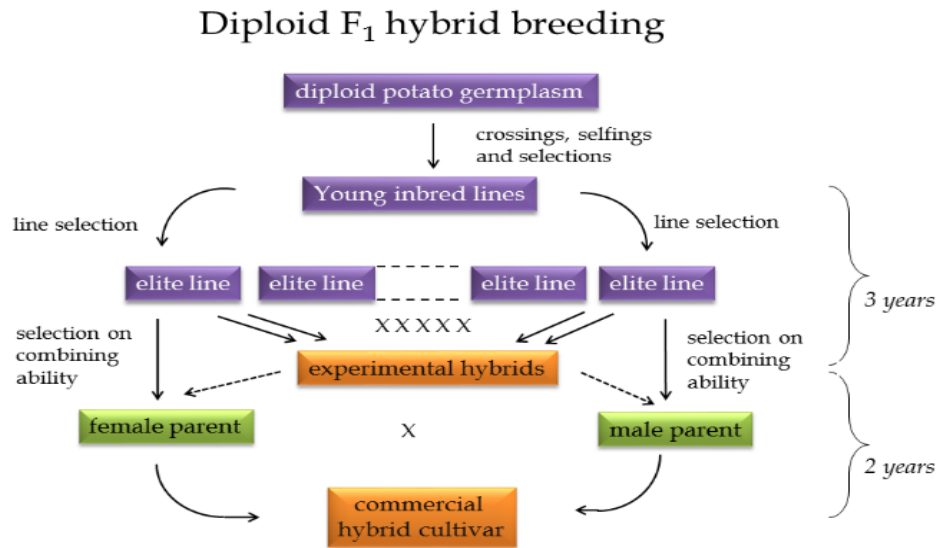 Diploid F₁ hybrid breeding
diploid potato germplasm
crossings, selfings
and selections
Young inbred lines
line selection
line selection
elite line
elite line
elite line
elite line
3 years
X X X X X
selection on
combining
ability
selection on
combining
ability
experimental hybrids
female parent
X
male parent
2 years
commercial
hybrid cultivar